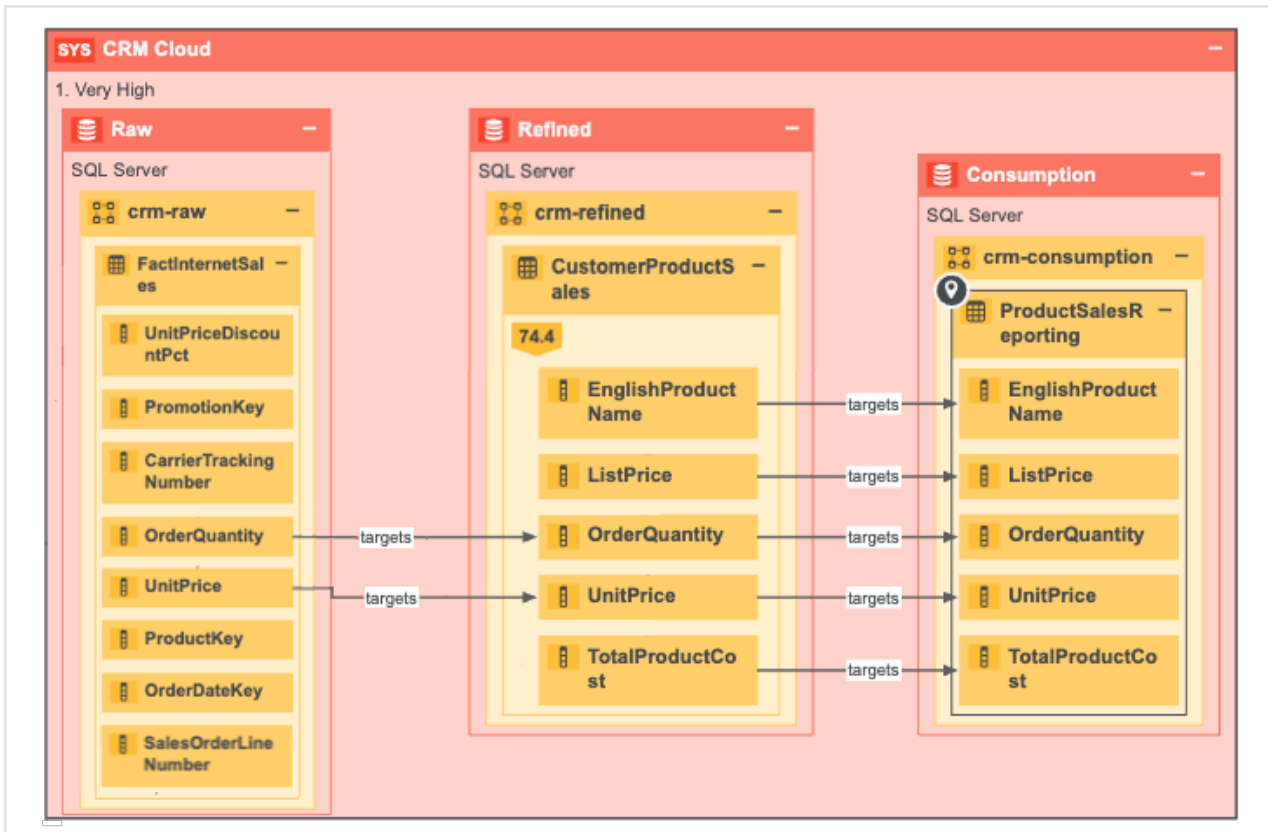 SYS CRM Cloud
1. Very High
Raw
SQL Server
crm-raw
FactInternetSal
es
UnitPriceDiscou
ntPct
PromotionKey
CarrierTracking
Number
OrderQuantity
UnitPrice
ProductKey
OrderDateKey
SalesOrderLine
Number
targets
targets
Refined
SQL Server
crm-refined
CustomerProductS
ales
74.4
EnglishProduct
Name
ListPrice
OrderQuantity
UnitPrice
TotalProductCo
st
targets
targets
targets
targets
targets
Consumption
SQL Server
crm-consumption
ProductSalesR
eporting
EnglishProduct
Name
ListPrice
OrderQuantity
UnitPrice
TotalProductCo
st